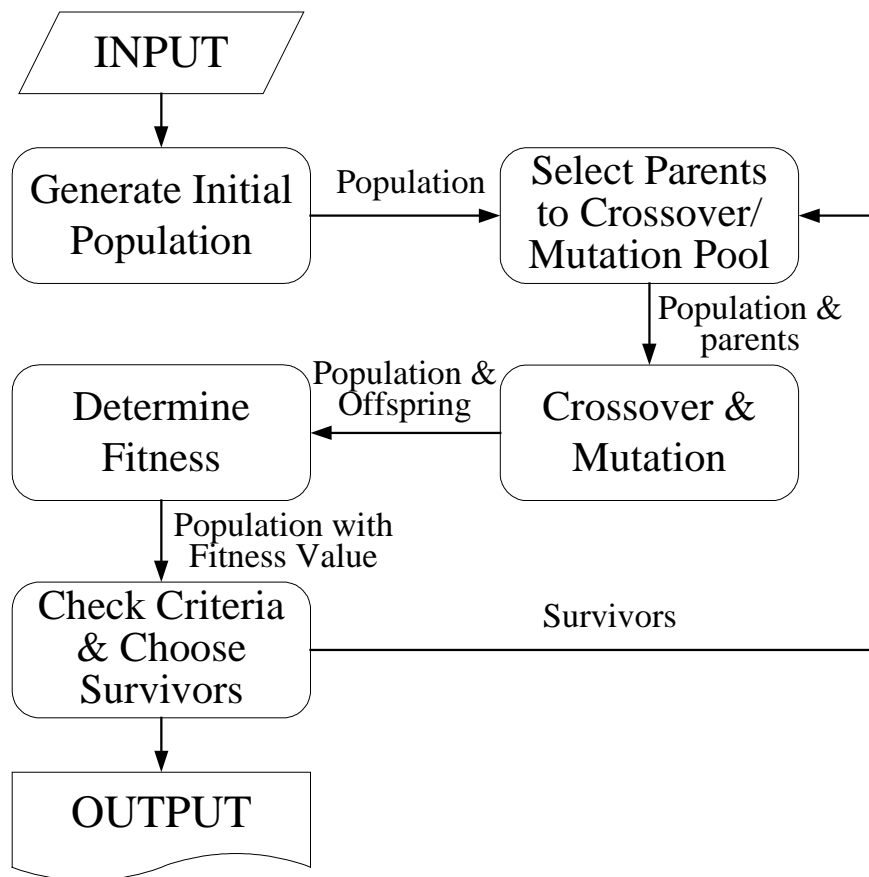 INPUT
Generate Initial
Population
Population
Select Parents
to Crossover/
Mutation Pool
Population &
parents
Crossover &
Mutation
Population &
Offspring
Determine
Fitness
Population with
Fitness Value
Check Criteria
& Choose
Survivors
Survivors
OUTPUT